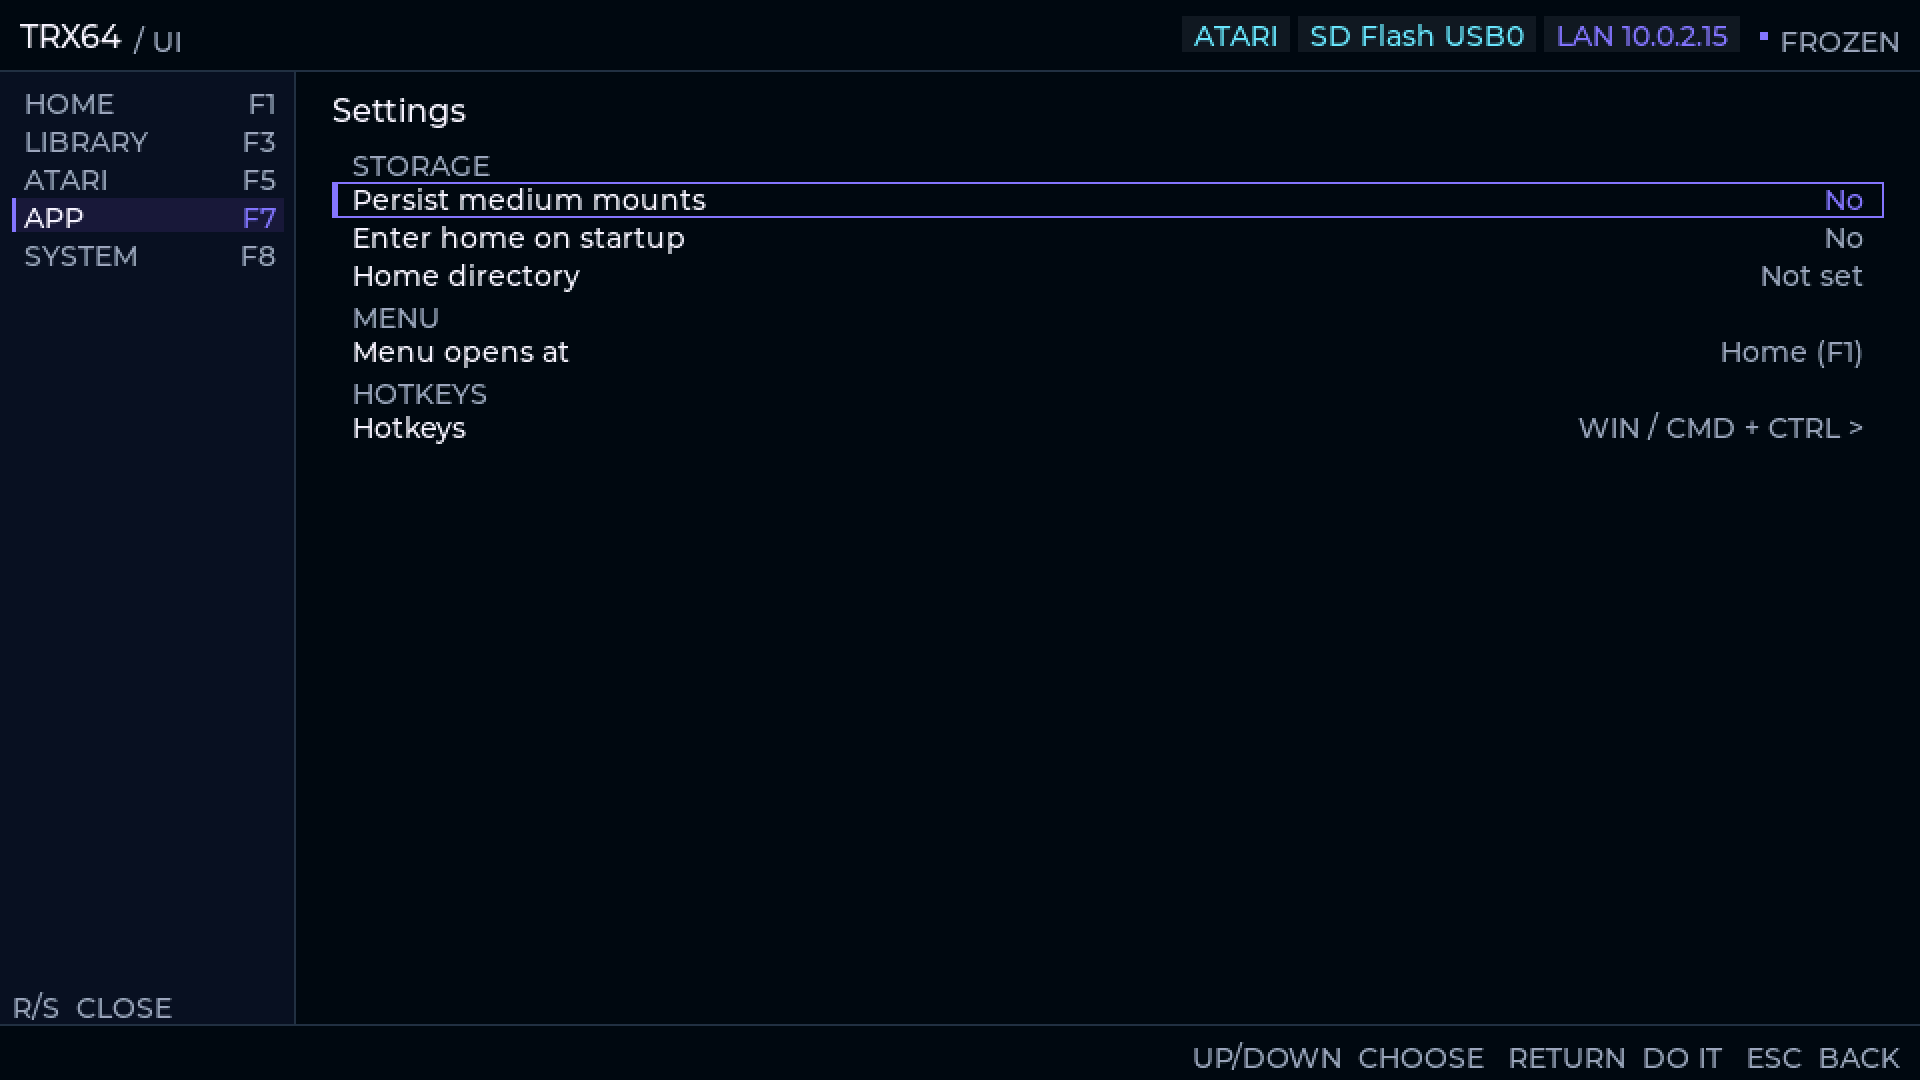 TRX64 / UI ATARI SD Flash USB0 LAN 10.0.2.15 FROZEN
HOME F1
LIBRARY F3
ATARI F5
APP F7
SYSTEM F8
Settings
STORAGE
Persist medium mounts No
Enter home on startup No
Home directory Not set
MENU
Menu opens at Home (F1)
HOTKEYS
Hotkeys WIN / CMD + CTRL >
R/S CLOSE
UP/DOWN CHOOSE RETURN DO IT ESC BACK